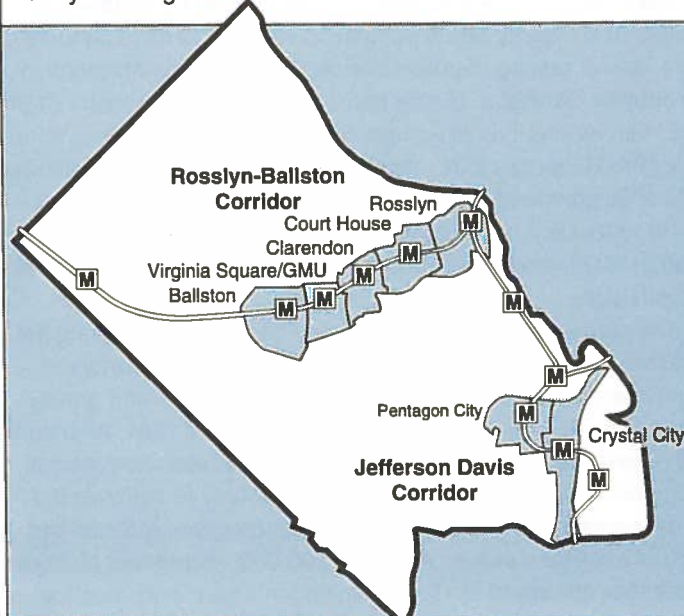 Rosslyn-Ballston
Corridor
Rosslyn
Court House
Clarendon
Virginia Square/GMU
Ballston
M
M
M
M
M
M
M
M
Pentagon City
M
M
Crystal City
M
Jefferson Davis
Corridor